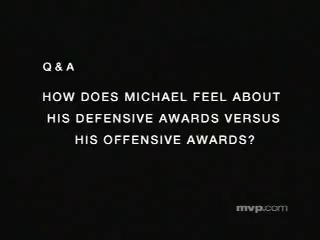 Q & A
HOW DOES MICHAEL FEEL ABOUT
HIS DEFENSIVE AWARDS VERSUS
HIS OFFENSIVE AWARDS?
mvp.com